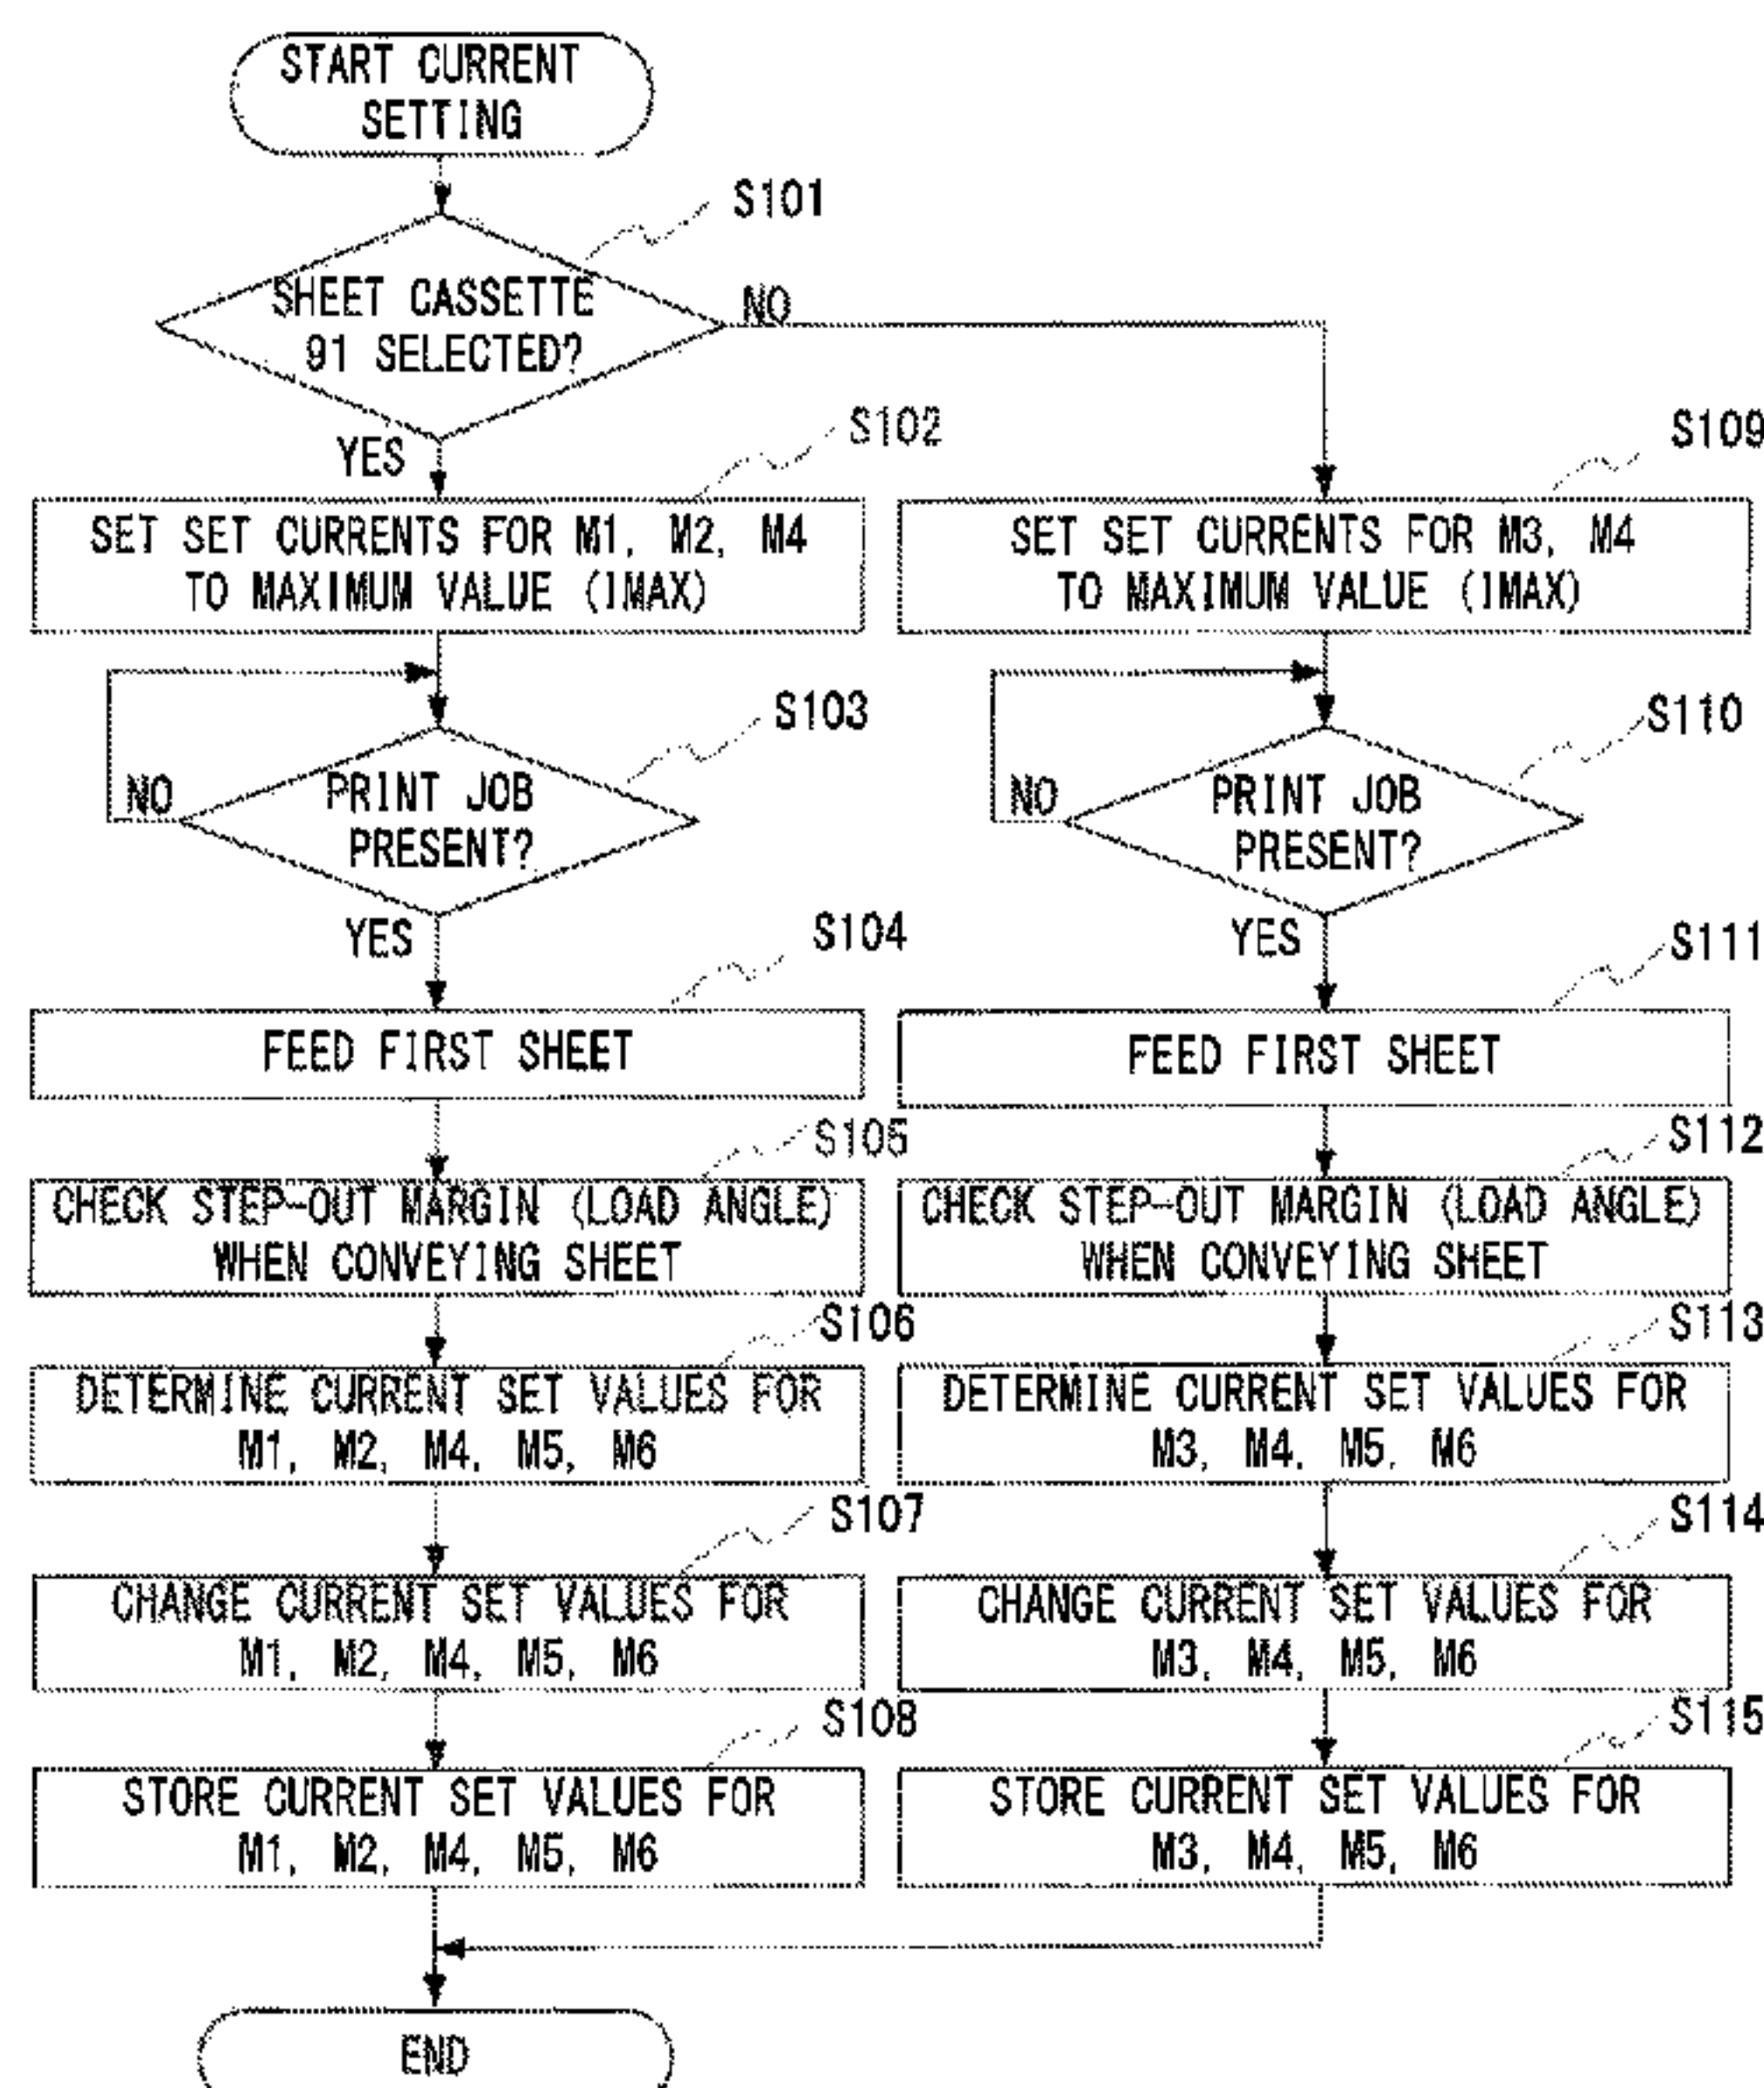 START CURRENT
SETTING
S101
SHEET CASSETTE
91 SELECTED?
NO
YES
S102
SET SET CURRENTS FOR M1, M2, M4
TO MAXIMUM VALUE (IMAX)
S103
PRINT JOB
PRESENT?
NO
YES
S104
FEED FIRST SHEET
S105
CHECK STEP-OUT MARGIN (LOAD ANGLE)
WHEN CONVEYING SHEET
S106
DETERMINE CURRENT SET VALUES FOR
M1, M2, M4, M5, M6
S107
CHANGE CURRENT SET VALUES FOR
M1, M2, M4, M5, M6
S108
STORE CURRENT SET VALUES FOR
M1, M2, M4, M5, M6
S109
SET SET CURRENTS FOR M3, M4
TO MAXIMUM VALUE (IMAX)
S110
PRINT JOB
PRESENT?
NO
YES
S111
FEED FIRST SHEET
S112
CHECK STEP-OUT MARGIN (LOAD ANGLE)
WHEN CONVEYING SHEET
S113
DETERMINE CURRENT SET VALUES FOR
M3, M4, M5, M6
S114
CHANGE CURRENT SET VALUES FOR
M3, M4, M5, M6
S115
STORE CURRENT SET VALUES FOR
M3, M4, M5, M6
END